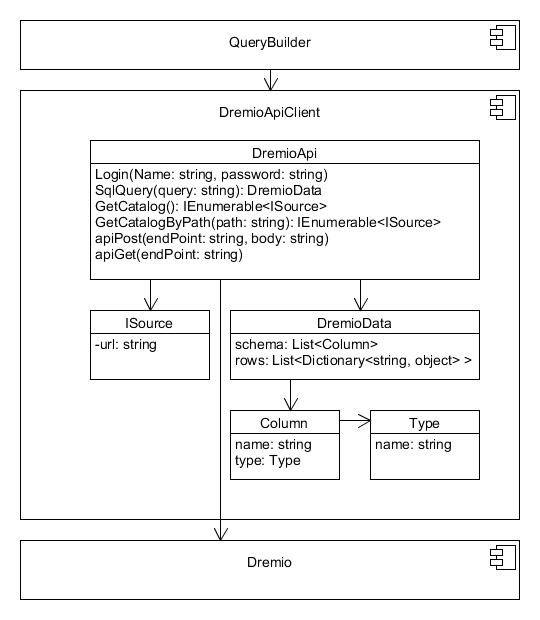 QueryBuilder
DremioApiClient
DremioApi
Login(Name: string, password: string)
SqlQuery(query: string): DremioData
GetCatalog(): IEnumerable<ISource>
GetCatalogByPath(path: string): IEnumerable<ISource>
apiPost(endPoint: string, body: string)
apiGet(endPoint: string)
ISource
-url: string
DremioData
schema: List<Column>
rows: List<Dictionary<string, object> >
Column
name: string
type: Type
Type
name: string
Dremio